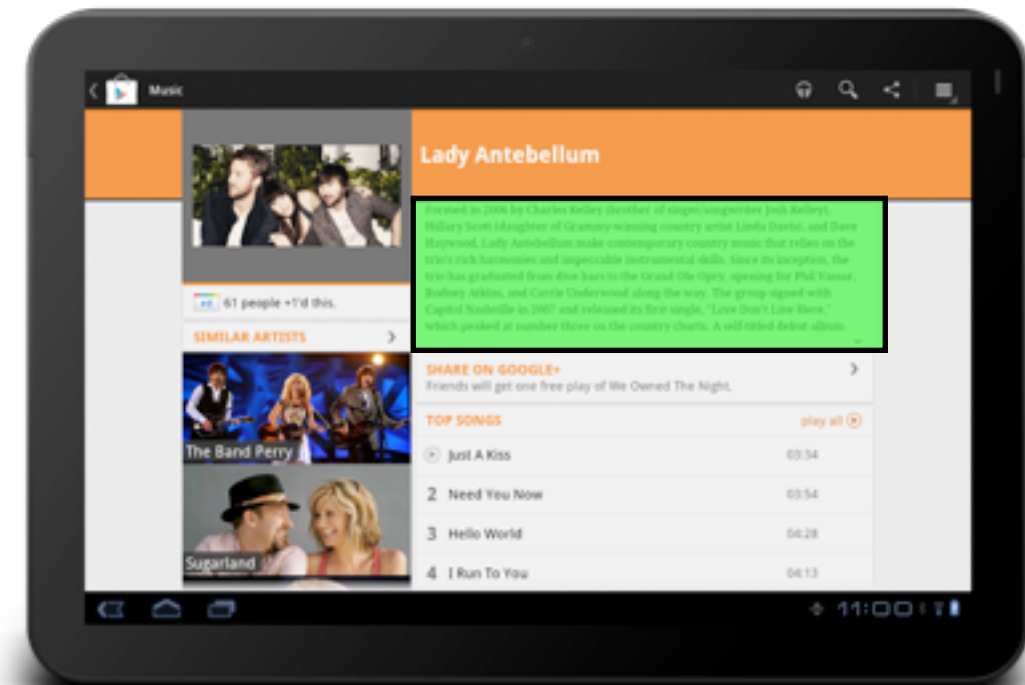 Music
Lady Antebellum
Formed in 2006 by Charles Kelley (brother of singer/songwriter Josh Kelley),
Hillary Scott (daughter of Grammy-winning country artist Linda Davis), and Dave
Haywood, Lady Antebellum make contemporary country music that relies on the
trio's rich harmonies and impeccable instrumental skills. Since its inception, the
trio has graduated from dive bars to the Grand Ole Opry, opening for Phil Vassar,
Rodney Atkins, and Carrie Underwood along the way. The group signed with
Capitol Nashville in 2007 and released its first single, "Love Don't Live Here,"
which peaked at number three on the country charts. A self-titled debut album
61 people +1'd this.
SIMILAR ARTISTS
The Band Perry
Sugarland
SHARE ON GOOGLE+
Friends will get one free play of We Owned The Night.
TOP SONGS play all
Just A Kiss 03:34
2 Need You Now 03:54
3 Hello World 04:28
4 I Run To You 04:13
11:00